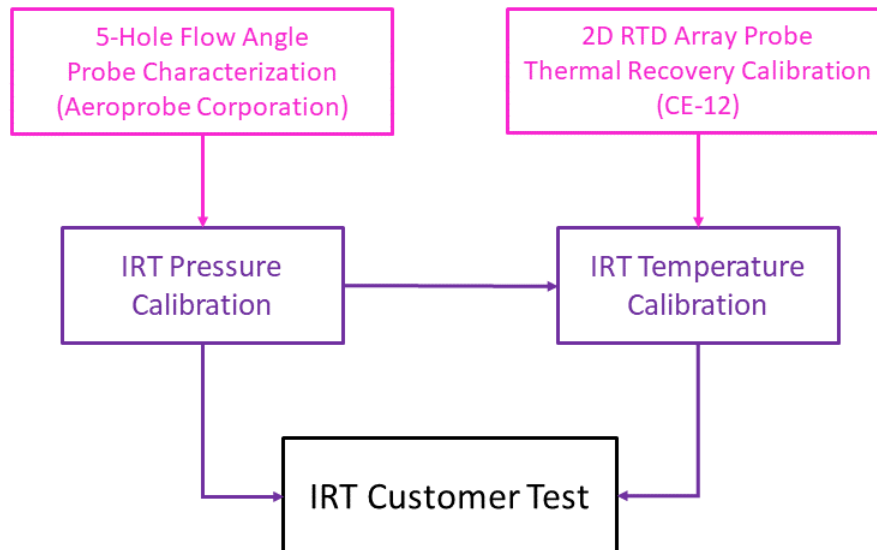 5-Hole Flow Angle
Probe Characterization
(Aeroprobe Corporation)
2D RTD Array Probe
Thermal Recovery Calibration
(CE-12)
IRT Pressure
Calibration
IRT Temperature
Calibration
IRT Customer Test